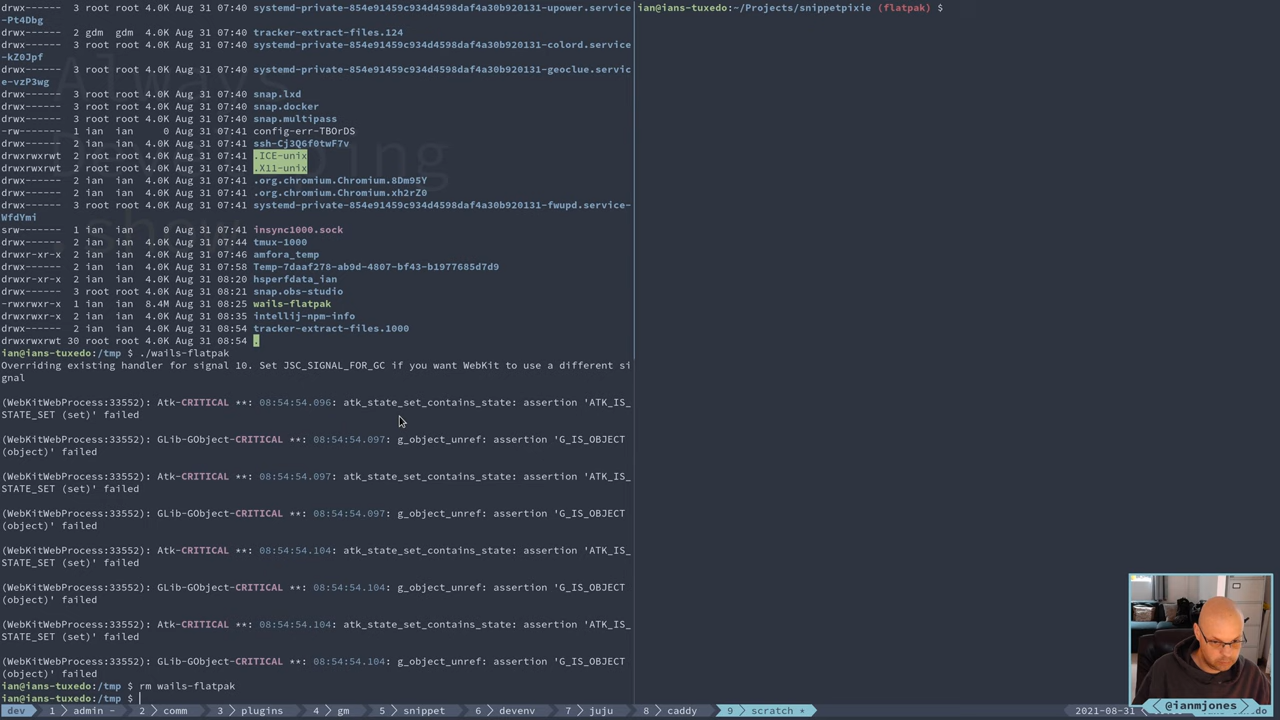 drwx------ 3 root root 4.0K Aug 31 07:40 systemd-private-854e91459c934d4598daf4a30b920131-upower.service
-Pt4Dbg
drwx------ 2 gdm gdm 4.0K Aug 31 07:40 tracker-extract-files.124
drwx------ 3 root root 4.0K Aug 31 07:40 systemd-private-854e91459c934d4598daf4a30b920131-colord.service
-kZ0Jpf
drwx------ 3 root root 4.0K Aug 31 07:40 systemd-private-854e91459c934d4598daf4a30b920131-geoclue.servic
e-vzP3wg
drwx------ 3 root root 4.0K Aug 31 07:40 snap.lxd
drwx------ 3 root root 4.0K Aug 31 07:40 snap.docker
drwx------ 3 root root 4.0K Aug 31 07:40 snap.multipass
-rw------- 1 ian ian 0 Aug 31 07:41 config-err-TBOrDS
drwx------ 2 ian ian 4.0K Aug 31 07:41 ssh-Cj3Q6f0twF7v
drwxrwxrwt 2 root root 4.0K Aug 31 07:41 .ICE-unix
drwxrwxrwt 2 root root 4.0K Aug 31 07:41 .X11-unix
drwx------ 2 ian ian 4.0K Aug 31 07:41 .org.chromium.Chromium.8Dm95Y
drwx------ 2 ian ian 4.0K Aug 31 07:41 .org.chromium.Chromium.xh2rZ0
drwx------ 3 root root 4.0K Aug 31 07:41 systemd-private-854e91459c934d4598daf4a30b920131-fwupd.service-
WfdYmi
srw------- 1 ian ian 0 Aug 31 07:41 insync1000.sock
drwx------ 2 ian ian 4.0K Aug 31 07:44 tmux-1000
drwxr-xr-x 2 ian ian 4.0K Aug 31 07:46 amfora_temp
drwx------ 2 ian ian 4.0K Aug 31 07:58 Temp-7daaf278-ab9d-4807-bf43-b1977685d7d9
drwxr-xr-x 2 ian ian 4.0K Aug 31 08:20 hsperfdata_ian
drwx------ 3 root root 4.0K Aug 31 08:21 snap.obs-studio
-rwxrwxr-x 1 ian ian 8.4M Aug 31 08:25 wails-flatpak
drwxrwxr-x 2 ian ian 4.0K Aug 31 08:35 intellij-npm-info
drwx------ 2 ian ian 4.0K Aug 31 08:54 tracker-extract-files.1000
drwxrwxrwt 30 root root 4.0K Aug 31 08:54 .
ian@ians-tuxedo:/tmp $ ./wails-flatpak
Overriding existing handler for signal 10. Set JSC_SIGNAL_FOR_GC if you want WebKit to use a different si
gnal
(WebKitWebProcess:33552): Atk-CRITICAL **: 08:54:54.096: atk_state_set_contains_state: assertion 'ATK_IS_
STATE_SET (set)' failed
(WebKitWebProcess:33552): GLib-GObject-CRITICAL **: 08:54:54.097: g_object_unref: assertion 'G_IS_OBJECT
(object)' failed
(WebKitWebProcess:33552): Atk-CRITICAL **: 08:54:54.097: atk_state_set_contains_state: assertion 'ATK_IS_
STATE_SET (set)' failed
(WebKitWebProcess:33552): GLib-GObject-CRITICAL **: 08:54:54.097: g_object_unref: assertion 'G_IS_OBJECT
(object)' failed
(WebKitWebProcess:33552): Atk-CRITICAL **: 08:54:54.104: atk_state_set_contains_state: assertion 'ATK_IS_
STATE_SET (set)' failed
(WebKitWebProcess:33552): GLib-GObject-CRITICAL **: 08:54:54.104: g_object_unref: assertion 'G_IS_OBJECT
(object)' failed
(WebKitWebProcess:33552): Atk-CRITICAL **: 08:54:54.104: atk_state_set_contains_state: assertion 'ATK_IS_
STATE_SET (set)' failed
(WebKitWebProcess:33552): GLib-GObject-CRITICAL **: 08:54:54.104: g_object_unref: assertion 'G_IS_OBJECT
(object)' failed
ian@ians-tuxedo:/tmp $ rm wails-flatpak
ian@ians-tuxedo:/tmp $
ian@ians-tuxedo:~/Projects/snippetpixie (flatpak) $
dev 1 admin - 2 comm 3 plugins 4 gm 5 snippet 6 devenv 7 juju 8 caddy 9 scratch * 2021-08-31
@ianmjones